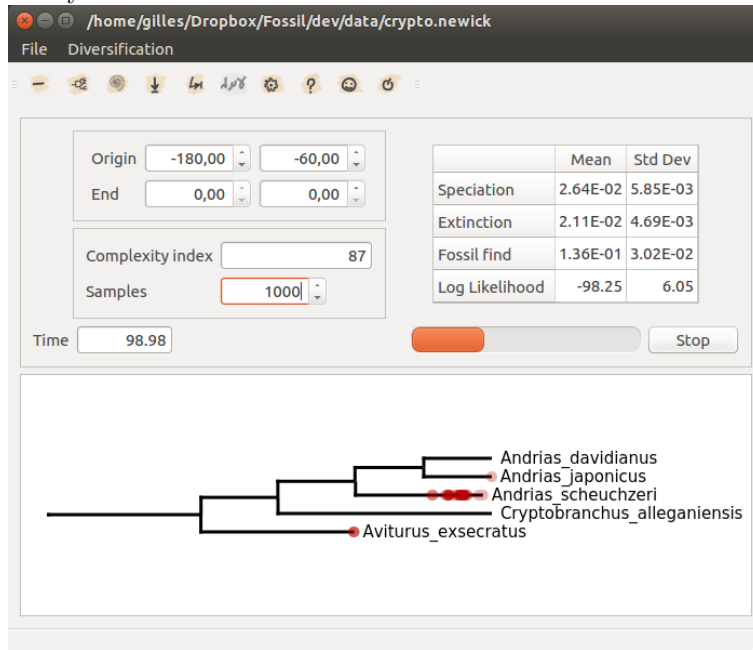 /home/gilles/Dropbox/Fossil/dev/data/crypto.newick
File Diversification
Origin -180,00 -60,00
End 0,00 0,00
Complexity index 87
Samples 1000
Mean Std Dev
Speciation 2.64E-02 5.85E-03
Extinction 2.11E-02 4.69E-03
Fossil find 1.36E-01 3.02E-02
Log Likelihood -98.25 6.05
Time 98.98
Stop
Andrias_davidianus
Andrias_japonicus
Andrias_scheuchzeri
Cryptobranchus_alleganiensis
Aviturus_exsecratus